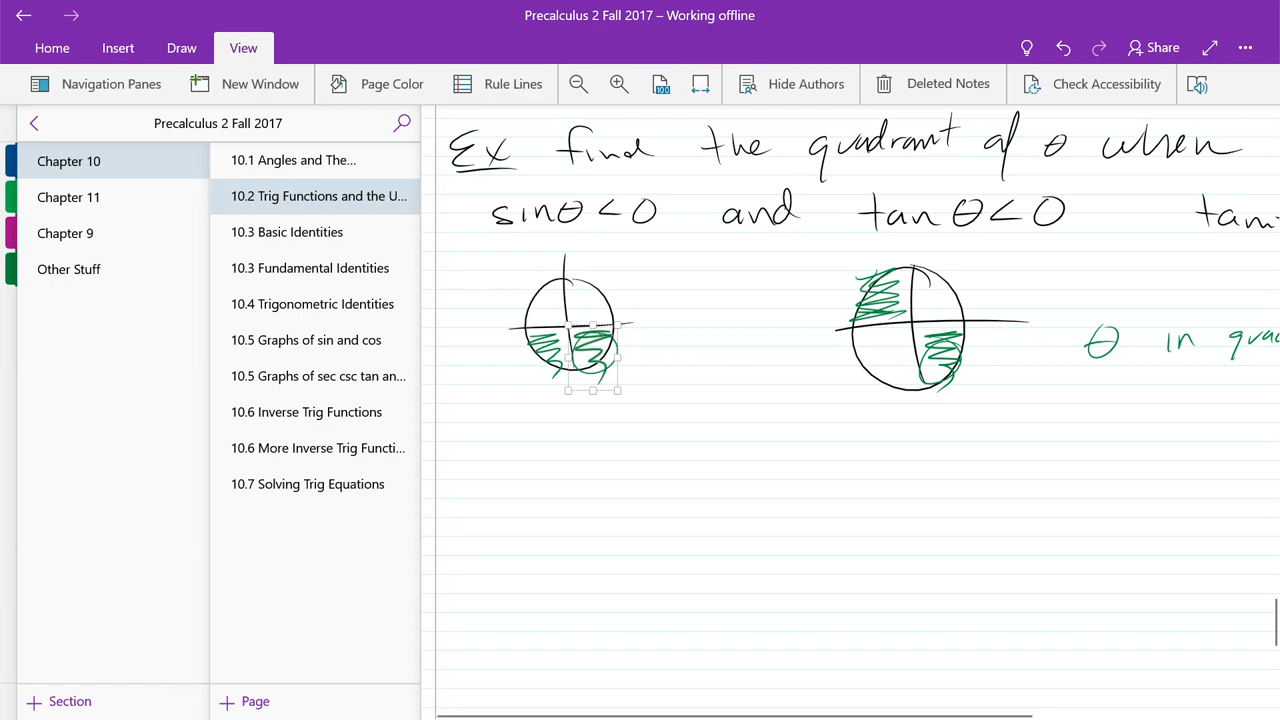 Precalculus 2 Fall 2017 – Working offline
Home Insert Draw View Share
Navigation Panes New Window Page Color Rule Lines 100 Hide Authors Deleted Notes Check Accessibility
Precalculus 2 Fall 2017
Chapter 10
Chapter 11
Chapter 9
Other Stuff
10.1 Angles and The...
10.2 Trig Functions and the U...
10.3 Basic Identities
10.3 Fundamental Identities
10.4 Trigonometric Identities
10.5 Graphs of sin and cos
10.5 Graphs of sec csc tan an...
10.6 Inverse Trig Functions
10.6 More Inverse Trig Functi...
10.7 Solving Trig Equations
Section
Page
Ex find the quadrant of θ when
sinθ < 0 and tan θ < 0
θ in